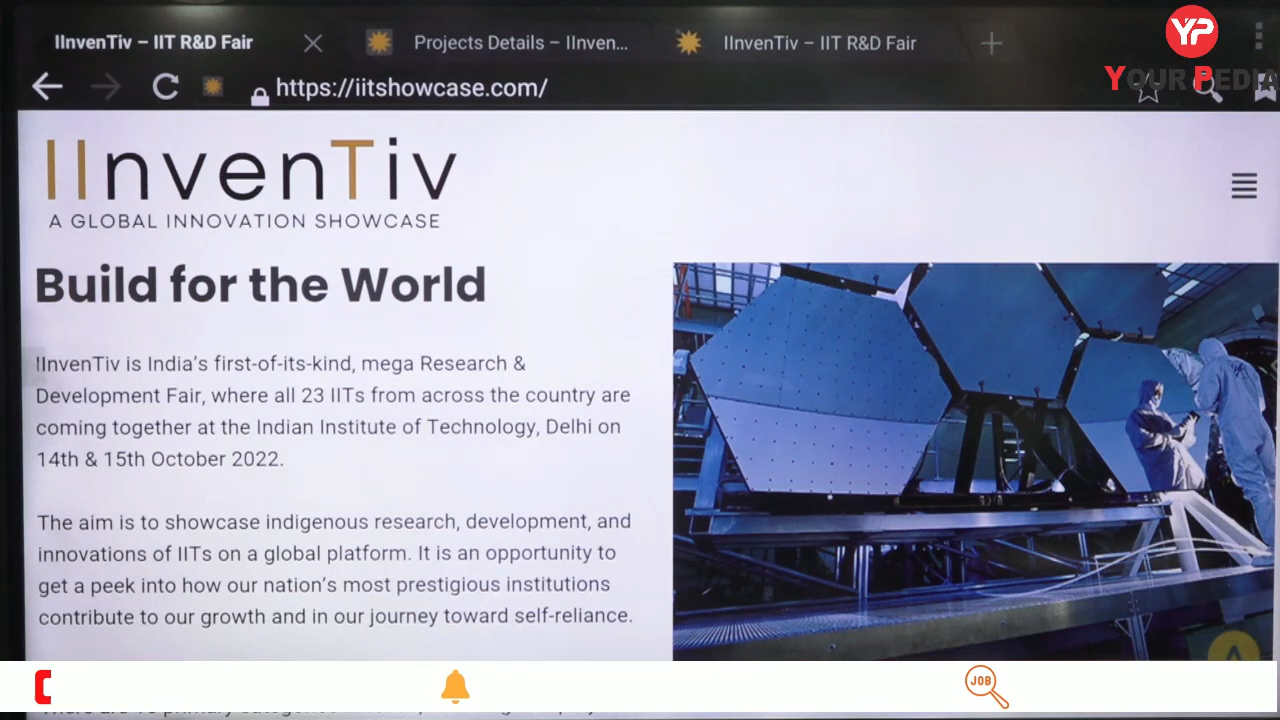 IInvenTiv – IIT R&D Fair
Projects Details – IInven...
IInvenTiv – IIT R&D Fair
YP
YOUR PEDIA
https://iitshowcase.com/
IInvenTiv
A GLOBAL INNOVATION SHOWCASE
Build for the World
IInvenTiv is India's first-of-its-kind, mega Research &
Development Fair, where all 23 IITs from across the country are
coming together at the Indian Institute of Technology, Delhi on
14th & 15th October 2022.
The aim is to showcase indigenous research, development, and
innovations of IITs on a global platform. It is an opportunity to
get a peek into how our nation's most prestigious institutions
contribute to our growth and in our journey toward self-reliance.
JOB